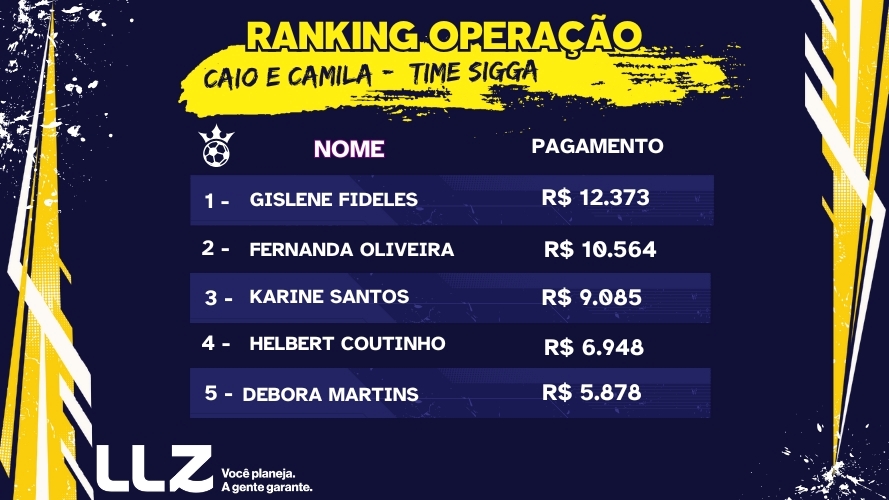 RANKING OPERAÇÃO
CAIO E CAMILA - TIME SIGGA
NOME PAGAMENTO
1 - GISLENE FIDELES R$ 12.373
2 - FERNANDA OLIVEIRA R$ 10.564
3 - KARINE SANTOS R$ 9.085
4 - HELBERT COUTINHO R$ 6.948
5 - DEBORA MARTINS R$ 5.878
LLZ Você planeja.
A gente garante.